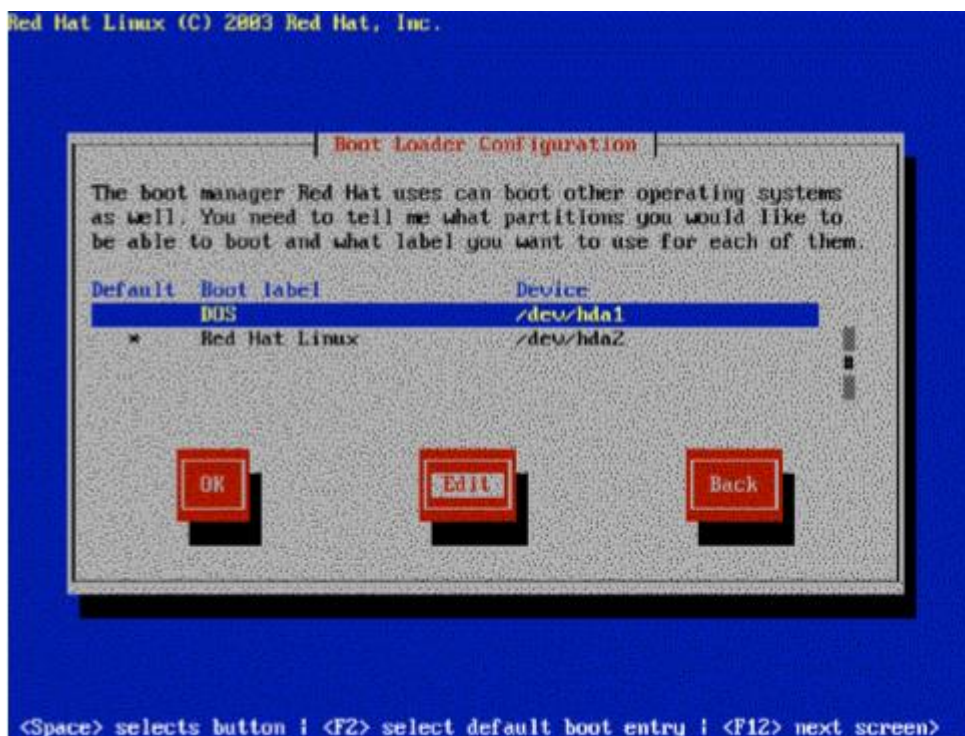 Red Hat Linux (C) 2003 Red Hat, Inc.
Boot Loader Configuration
The boot manager Red Hat uses can boot other operating systems
as well. You need to tell me what partitions you would like to
be able to boot and what label you want to use for each of them.
Default Boot label Device
DOS /dev/hda1
* Red Hat Linux /dev/hda2
OK Edit Back
<Space> selects button | <F2> select default boot entry | <F12> next screen>